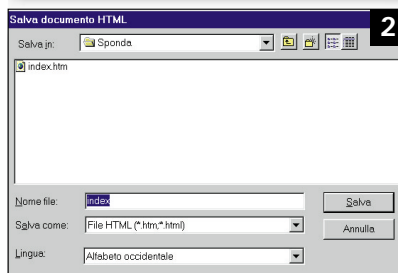 Salva documento HTML
2
Salva in: Sponda
index.htm
Nome file: index
Salva
Salva come: File HTML (*.htm;*.html)
Annulla
Lingua: Alfabeto occidentale